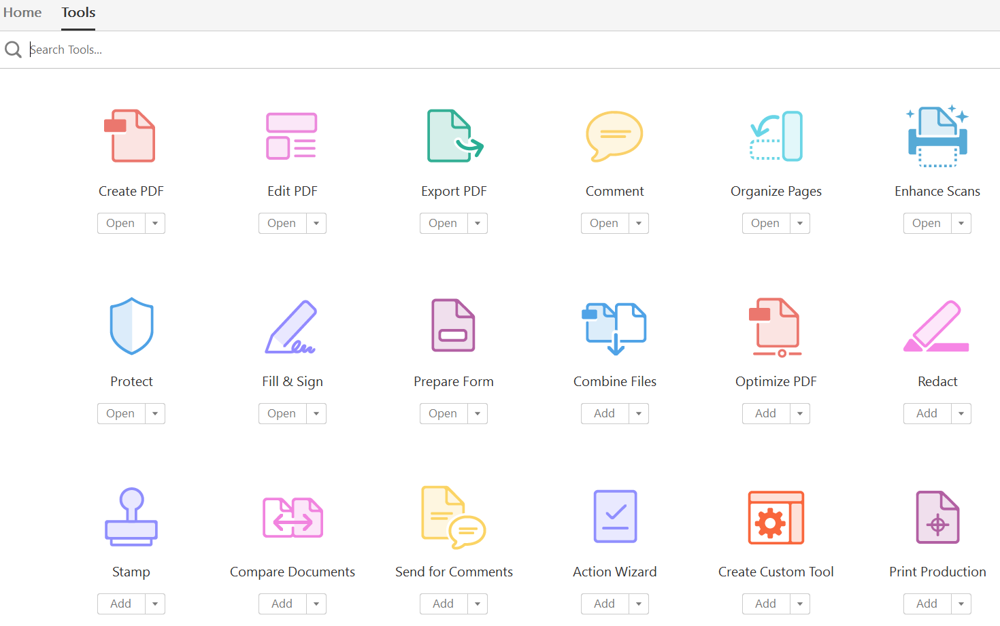 Home Tools
Search Tools...
Create PDF Edit PDF Export PDF Comment Organize Pages Enhance Scans
Open Open Open Open Open Open
Protect Fill & Sign Prepare Form Combine Files Optimize PDF Redact
Open Open Open Add Add Add
Stamp Compare Documents Send for Comments Action Wizard Create Custom Tool Print Production
Add Add Add Add Add Add